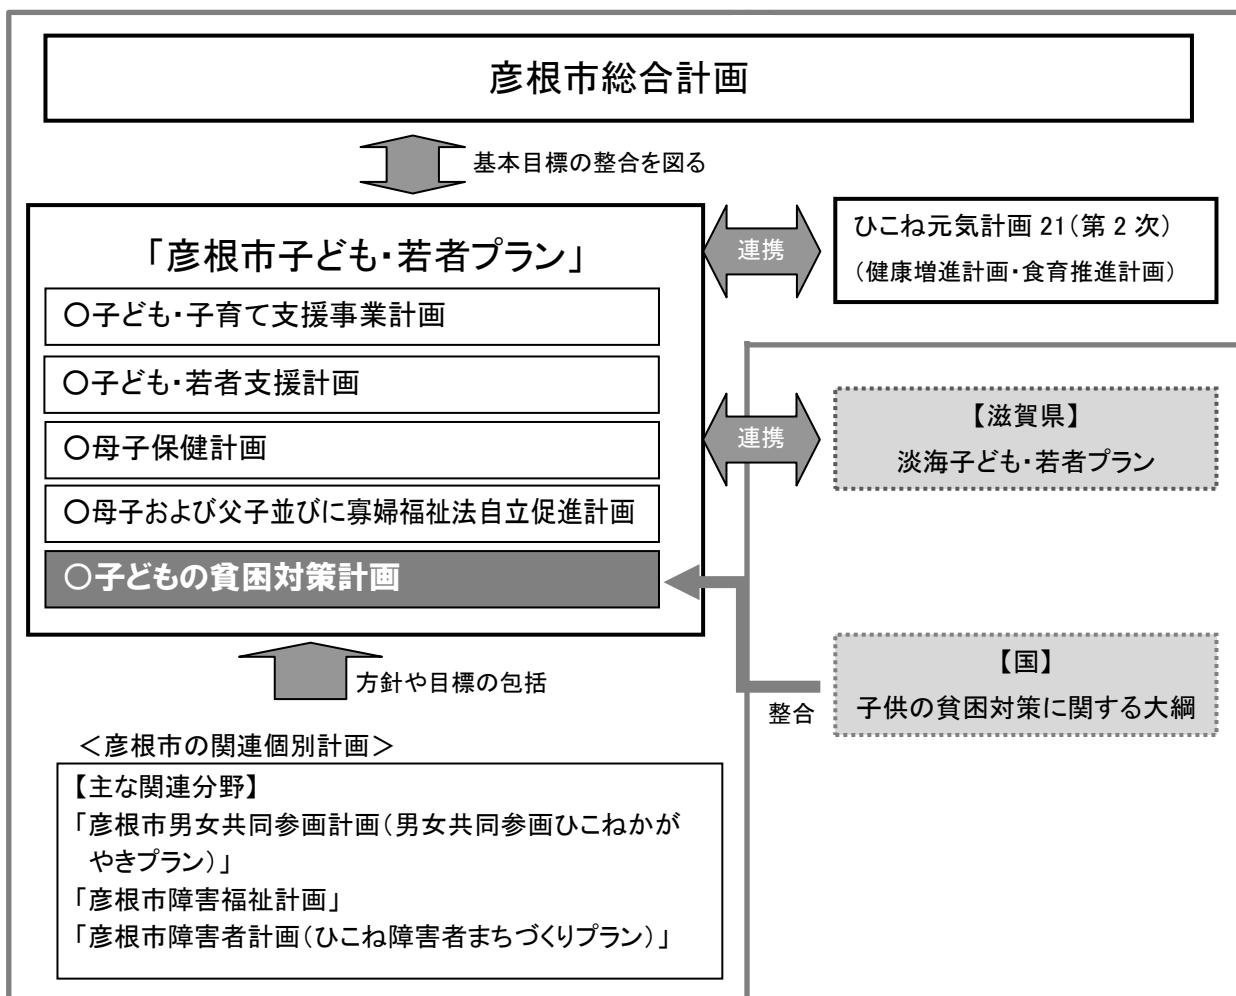 彦根市総合計画
基本目標の整合を図る
「彦根市子ども・若者プラン」
〇子ども・子育て支援事業計画
〇子ども・若者支援計画
〇母子保健計画
〇母子および父子並びに寡婦福祉法自立促進計画
〇子どもの貧困対策計画
連携
ひこね元気計画 21(第 2 次)
(健康増進計画・食育推進計画)
連携
【滋賀県】
淡海子ども・若者プラン
【国】
子供の貧困対策に関する大綱
整合
方針や目標の包括
＜彦根市の関連個別計画＞
【主な関連分野】
「彦根市男女共同参画計画(男女共同参画ひこねかが
やきプラン)」
「彦根市障害福祉計画」
「彦根市障害者計画(ひこね障害者まちづくりプラン)」